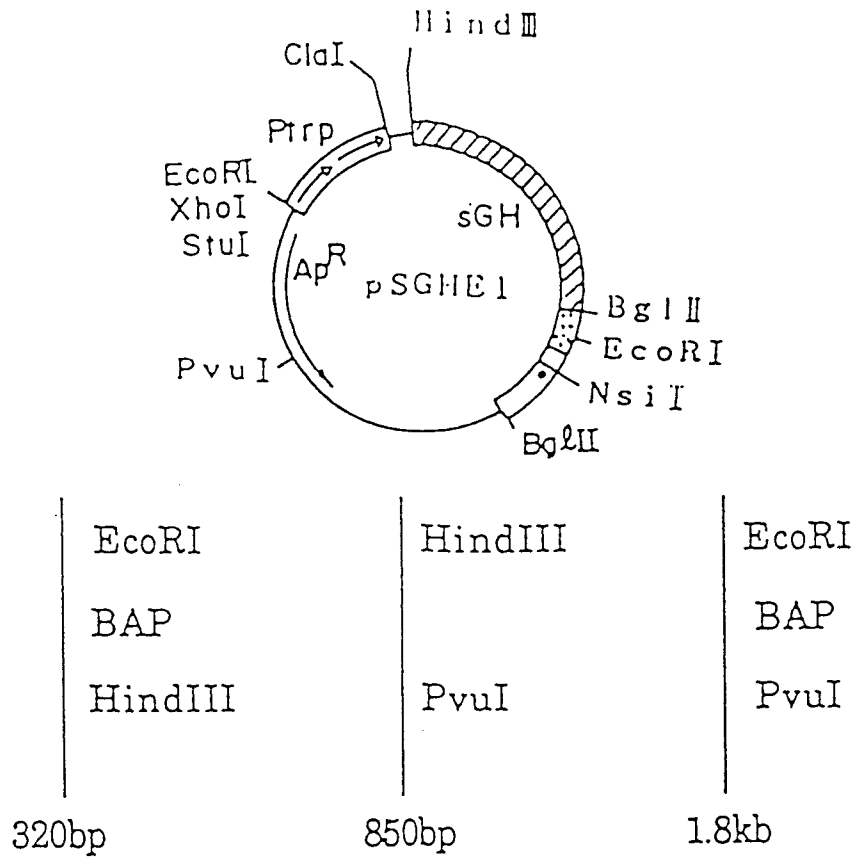 HindⅢ
ClaI
Ptrp
EcoRI
XhoI
StuI
sGH
Ap^R
pSGHE1
BglⅡ
EcoRI
PvuI
NsiI
BglII
EcoRI
BAP
HindIII
320bp
HindIII
PvuI
850bp
EcoRI
BAP
PvuI
1.8kb